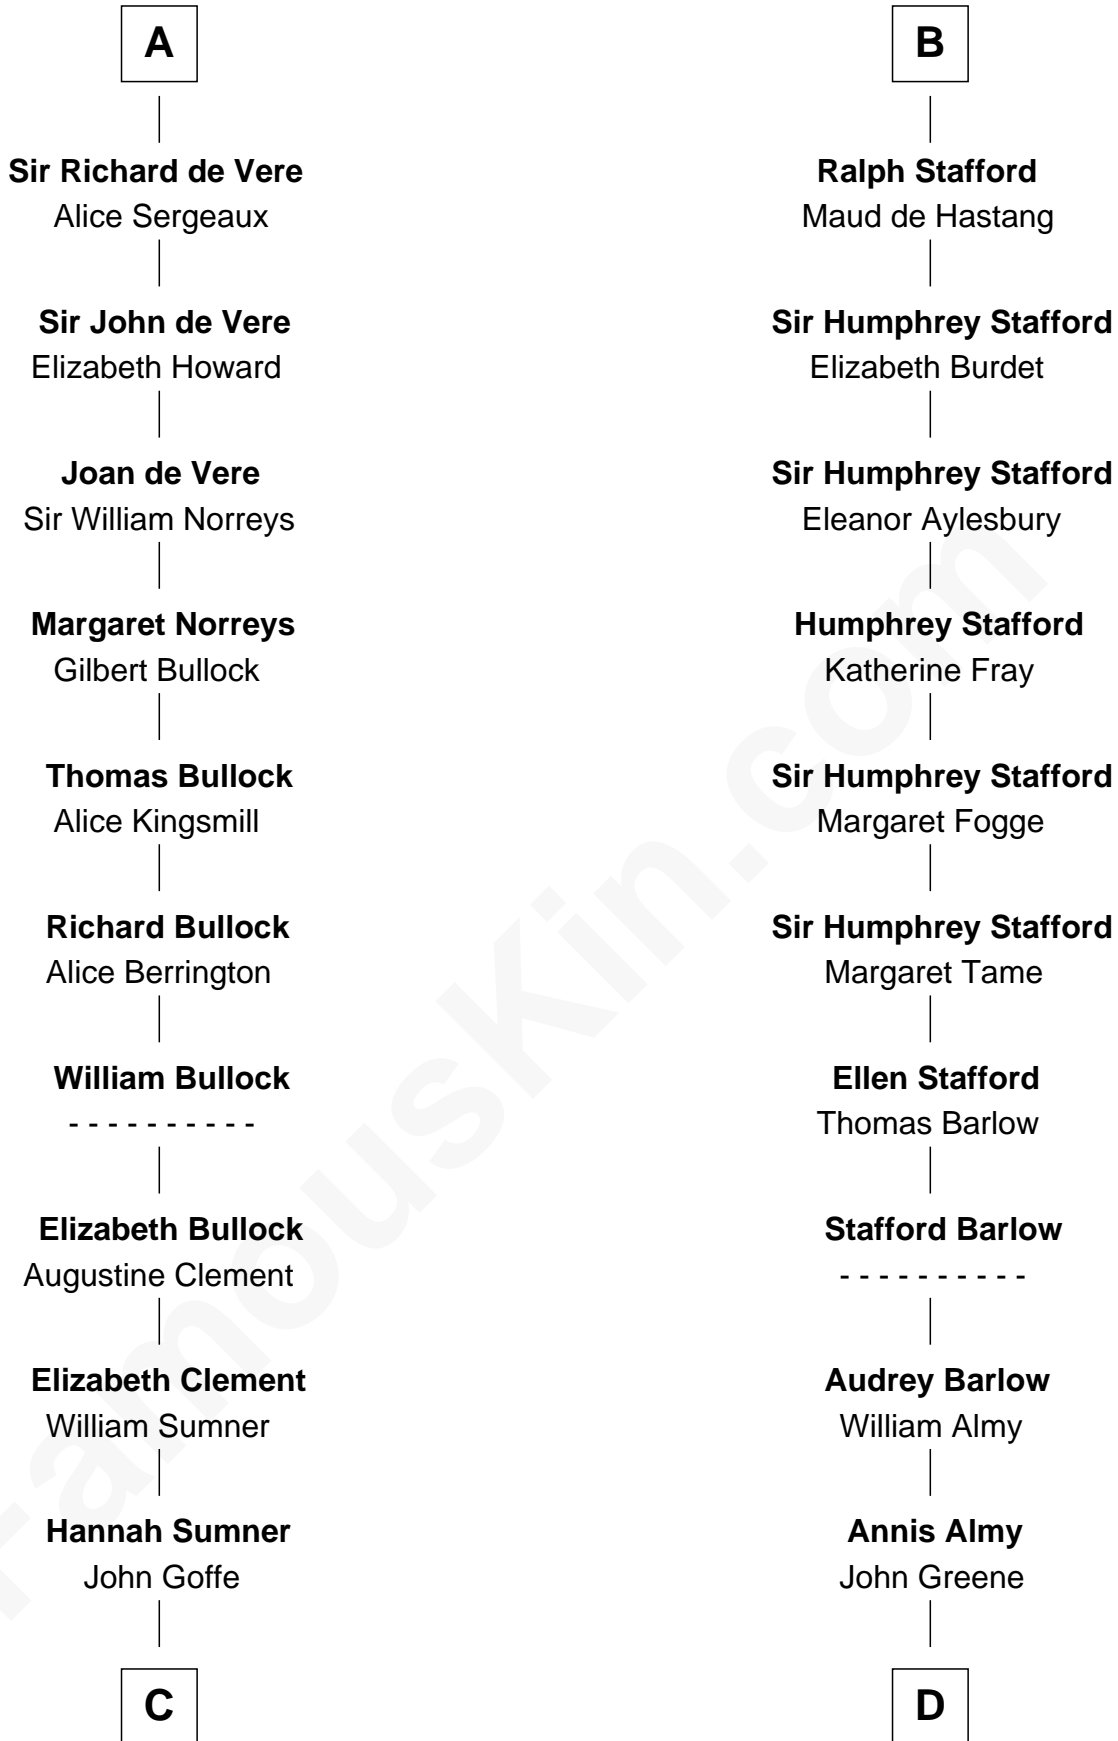 A
Sir Richard de Vere
Alice Sergeaux
Sir John de Vere
Elizabeth Howard
Joan de Vere
Sir William Norreys
Margaret Norreys
Gilbert Bullock
Thomas Bullock
Alice Kingsmill
Richard Bullock
Alice Berrington
William Bullock
- - - - - - - - - -
Elizabeth Bullock
Augustine Clement
Elizabeth Clement
William Sumner
Hannah Sumner
John Goffe
C
B
Ralph Stafford
Maud de Hastang
Sir Humphrey Stafford
Elizabeth Burdet
Sir Humphrey Stafford
Eleanor Aylesbury
Humphrey Stafford
Katherine Fray
Sir Humphrey Stafford
Margaret Fogge
Sir Humphrey Stafford
Margaret Tame
Ellen Stafford
Thomas Barlow
Stafford Barlow
- - - - - - - - - -
Audrey Barlow
William Almy
Annis Almy
John Greene
D
FamousKin.com